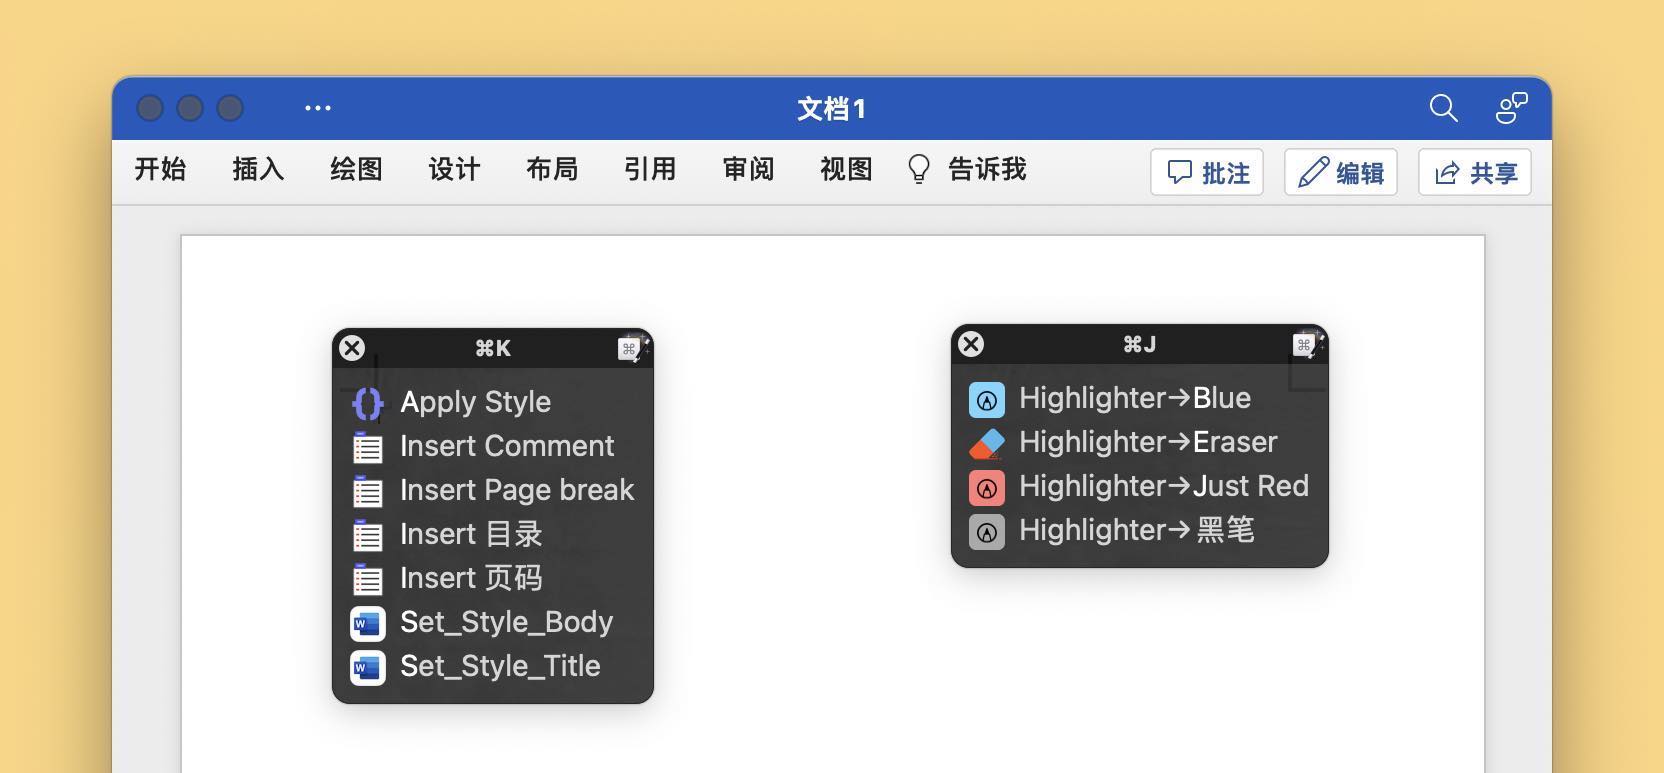 文档1
开始 插入 绘图 设计 布局 引用 审阅 视图 告诉我 批注 编辑 共享
⌘K
Apply Style
Insert Comment
Insert Page break
Insert 目录
Insert 页码
Set_Style_Body
Set_Style_Title
⌘J
Highlighter→Blue
Highlighter→Eraser
Highlighter→Just Red
Highlighter→黑笔